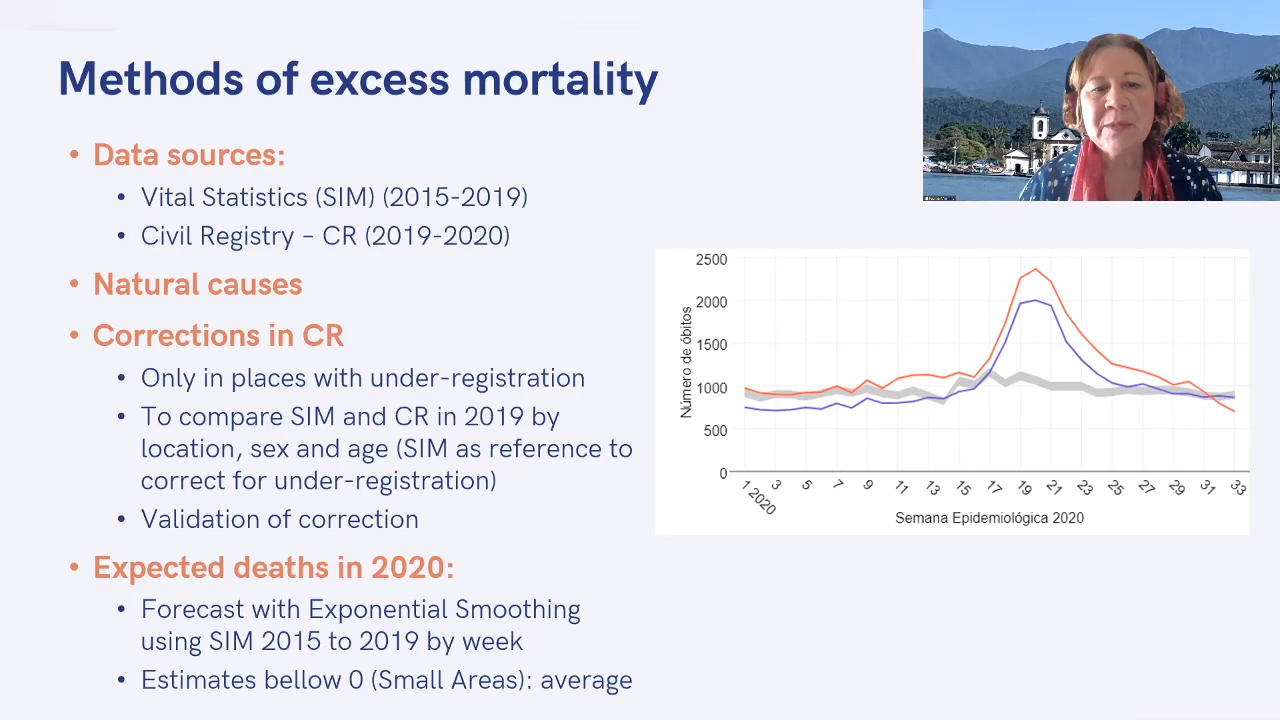 Methods of excess mortality
• Data sources:
• Vital Statistics (SIM) (2015-2019)
• Civil Registry – CR (2019-2020)
• Natural causes
• Corrections in CR
• Only in places with under-registration
• To compare SIM and CR in 2019 by
location, sex and age (SIM as reference to
correct for under-registration)
• Validation of correction
• Expected deaths in 2020:
• Forecast with Exponential Smoothing
using SIM 2015 to 2019 by week
• Estimates bellow 0 (Small Areas): average
Número de óbitos
2500
2000
1500
1000
500
0
1 2020 3 5 7 9 11 13 15 17 19 21 23 25 27 29 31 33
Semana Epidemiológica 2020